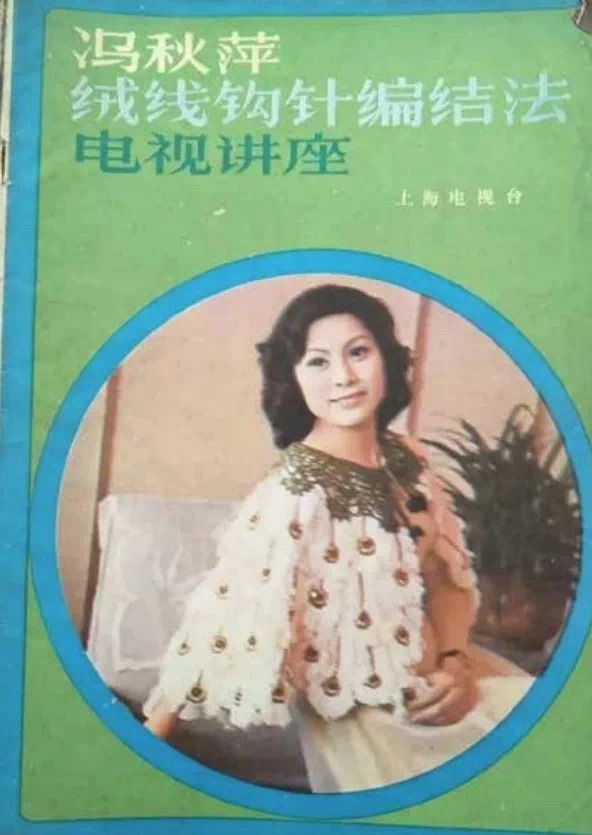 冯秋萍
绒线钩针编结法
电视讲座
上海电视台